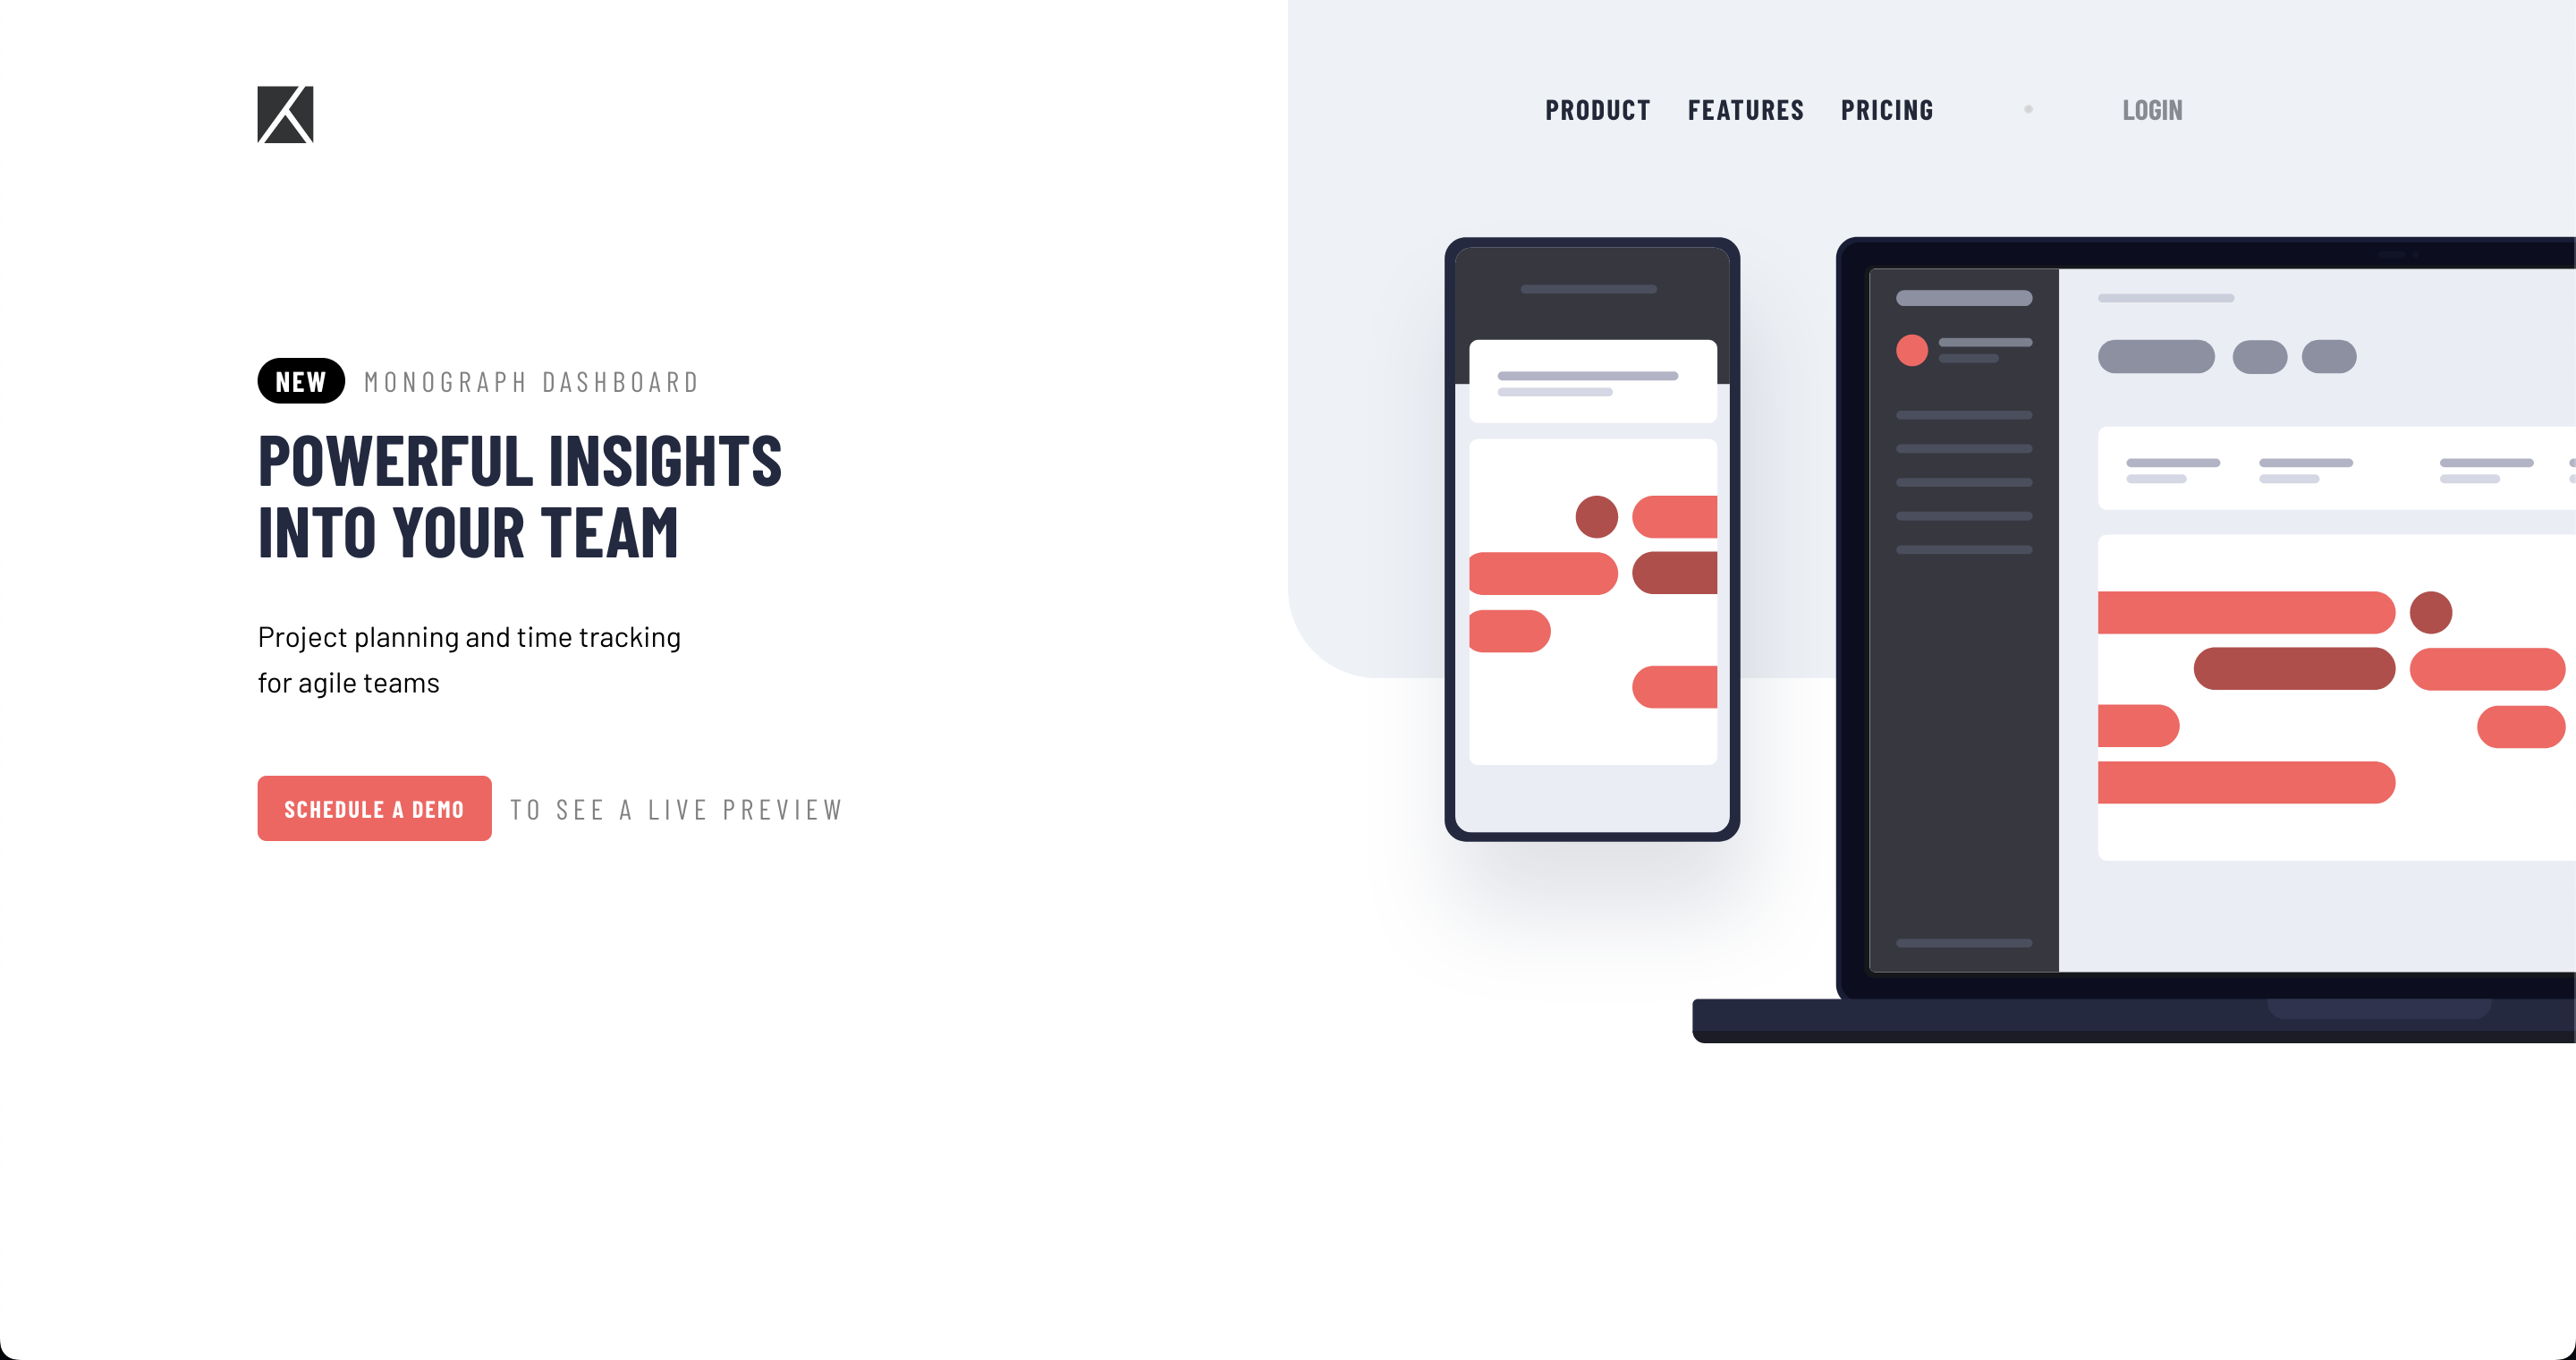 PRODUCT FEATURES PRICING LOGIN
NEW MONOGRAPH DASHBOARD
POWERFUL INSIGHTS
INTO YOUR TEAM
Project planning and time tracking
for agile teams
SCHEDULE A DEMO TO SEE A LIVE PREVIEW